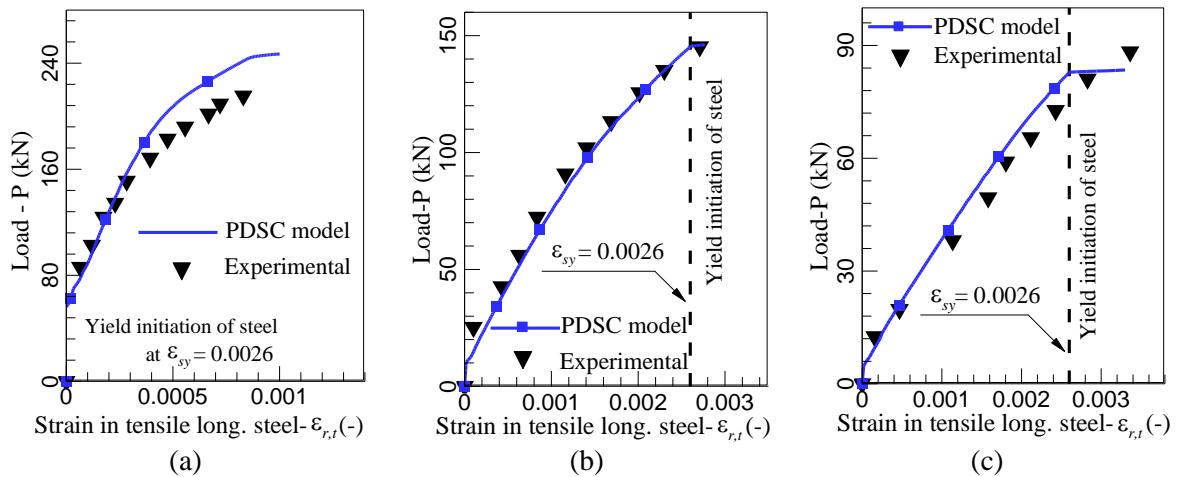 Load - P (kN)
240
160
80
0
PDSC model
Experimental
Yield initiation of steel
at εsy = 0.0026
0
0.0005
0.001
Strain in tensile long. steel- εr,t (-)
(a)
Load-P (kN)
150
100
50
0
εsy = 0.0026
Yield initiation of steel
PDSC model
Experimental
0
0.001
0.002
0.003
Strain in tensile long. steel- εr,t (-)
(b)
Load-P (kN)
90
60
30
0
PDSC model
Experimental
εsy = 0.0026
Yield initiation of steel
0
0.001
0.002
0.003
Strain in tensile long. steel- εr,t (-)
(c)